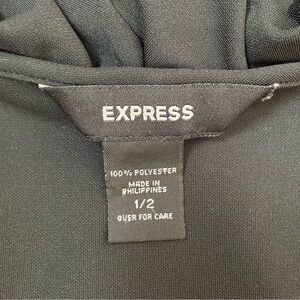 EXPRESS
100% POLYESTER
MADE IN
PHILIPPINES
1/2
OVER FOR CARE